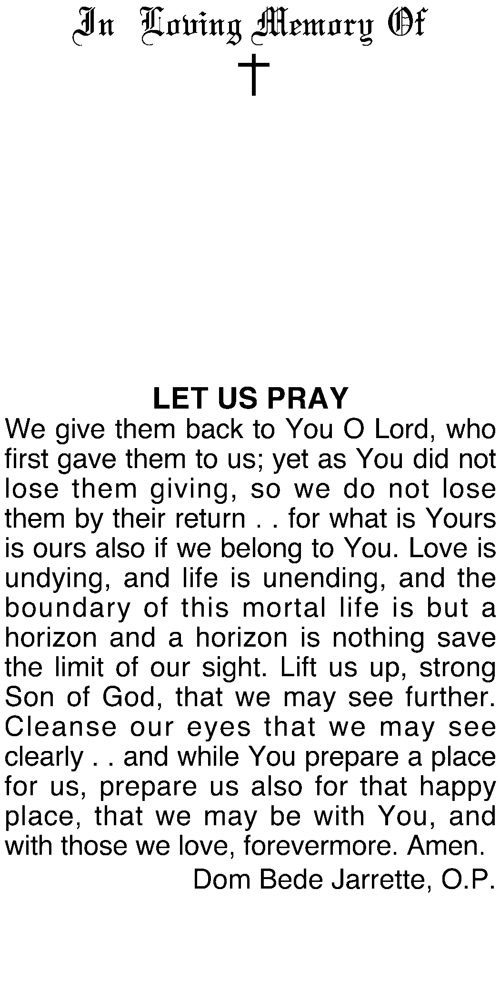 In Loving Memory Of
LET US PRAY
We give them back to You O Lord, who
first gave them to us; yet as You did not
lose them giving, so we do not lose
them by their return . . for what is Yours
is ours also if we belong to You. Love is
undying, and life is unending, and the
boundary of this mortal life is but a
horizon and a horizon is nothing save
the limit of our sight. Lift us up, strong
Son of God, that we may see further.
Cleanse our eyes that we may see
clearly . . and while You prepare a place
for us, prepare us also for that happy
place, that we may be with You, and
with those we love, forevermore. Amen.
Dom Bede Jarrette, O.P.